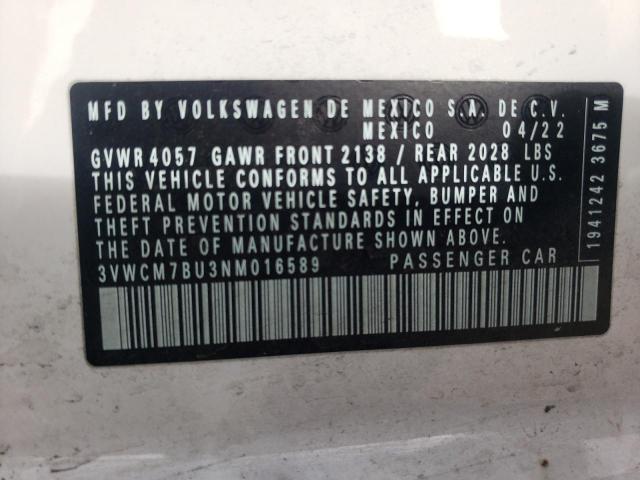 MFD BY VOLKSWAGEN DE MEXICO S.A. DE C.V.
MEXICO 04/22
GVWR 4057 GAWR FRONT 2138 / REAR 2028 LBS
THIS VEHICLE CONFORMS TO ALL APPLICABLE U.S.
FEDERAL MOTOR VEHICLE SAFETY, BUMPER AND
THEFT PREVENTION STANDARDS IN EFFECT ON
THE DATE OF MANUFACTURE SHOWN ABOVE.
3VWCM7BU3NM016589 PASSENGER CAR
1941242 3675 M